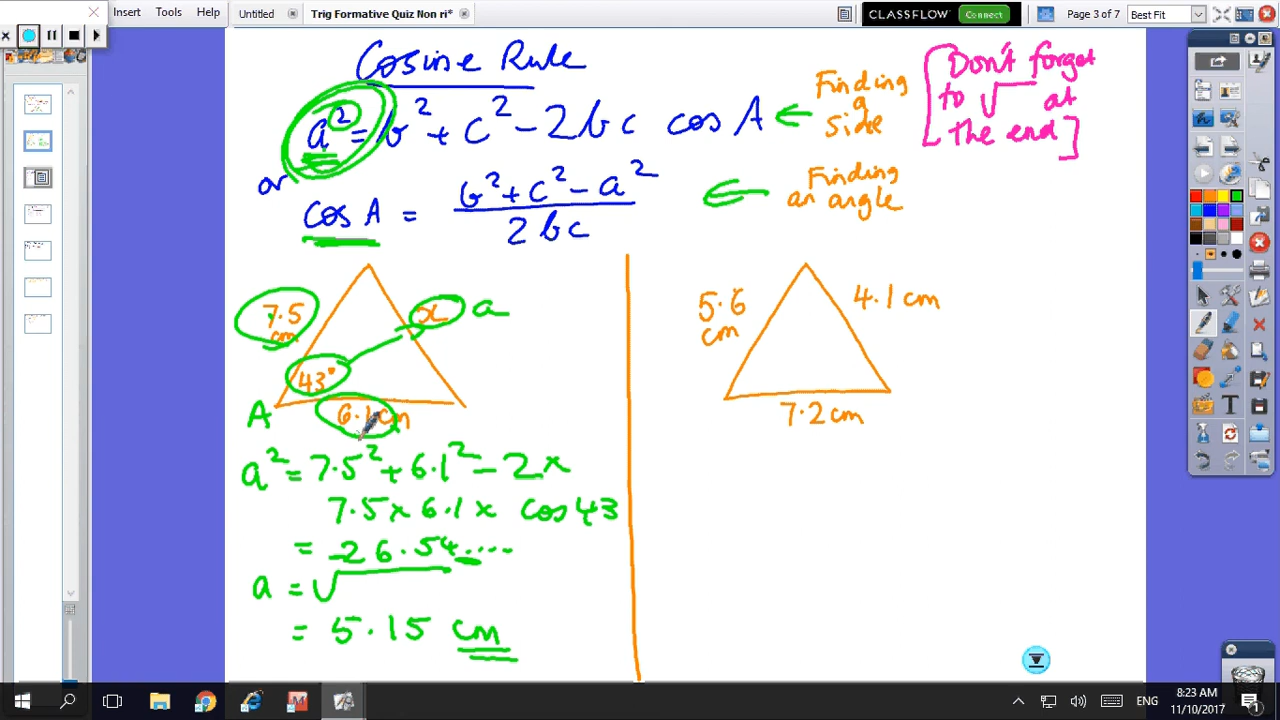 Insert Tools Help
Untitled
Trig Formative Quiz Non ri*
CLASSFLOW Connect
Page 3 of 7
Best Fit
Cosine Rule
a² = b² + c² - 2bc cos A
Finding
a
side
[Don't forget
to √ at
the end]
or
cos A = b² + c² - a² / 2bc
Finding
an angle
7.5
cm
x a
43°
A
6.1cm
a² = 7.5² + 6.1² - 2 ×
7.5 × 6.1 × cos 43
= 26.54....
a = √
= 5.15 cm
5.6
cm
4.1 cm
7.2 cm
ENG
8:23 AM
11/10/2017